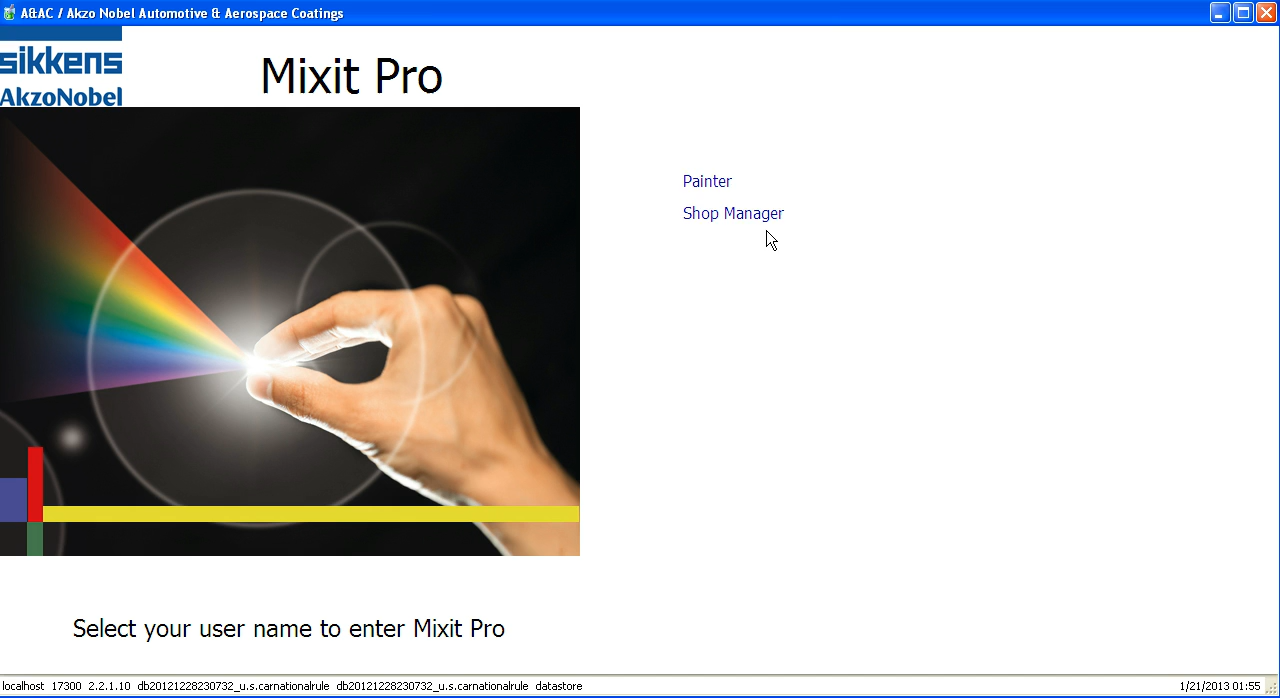 A&AC / Akzo Nobel Automotive & Aerospace Coatings
sikkens
AkzoNobel
Mixit Pro
Painter
Shop Manager
Select your user name to enter Mixit Pro
localhost 17300 2.2.1.10 db20121228230732_u.s.carnationalrule db20121228230732_u.s.carnationalrule datastore 1/21/2013 01:55